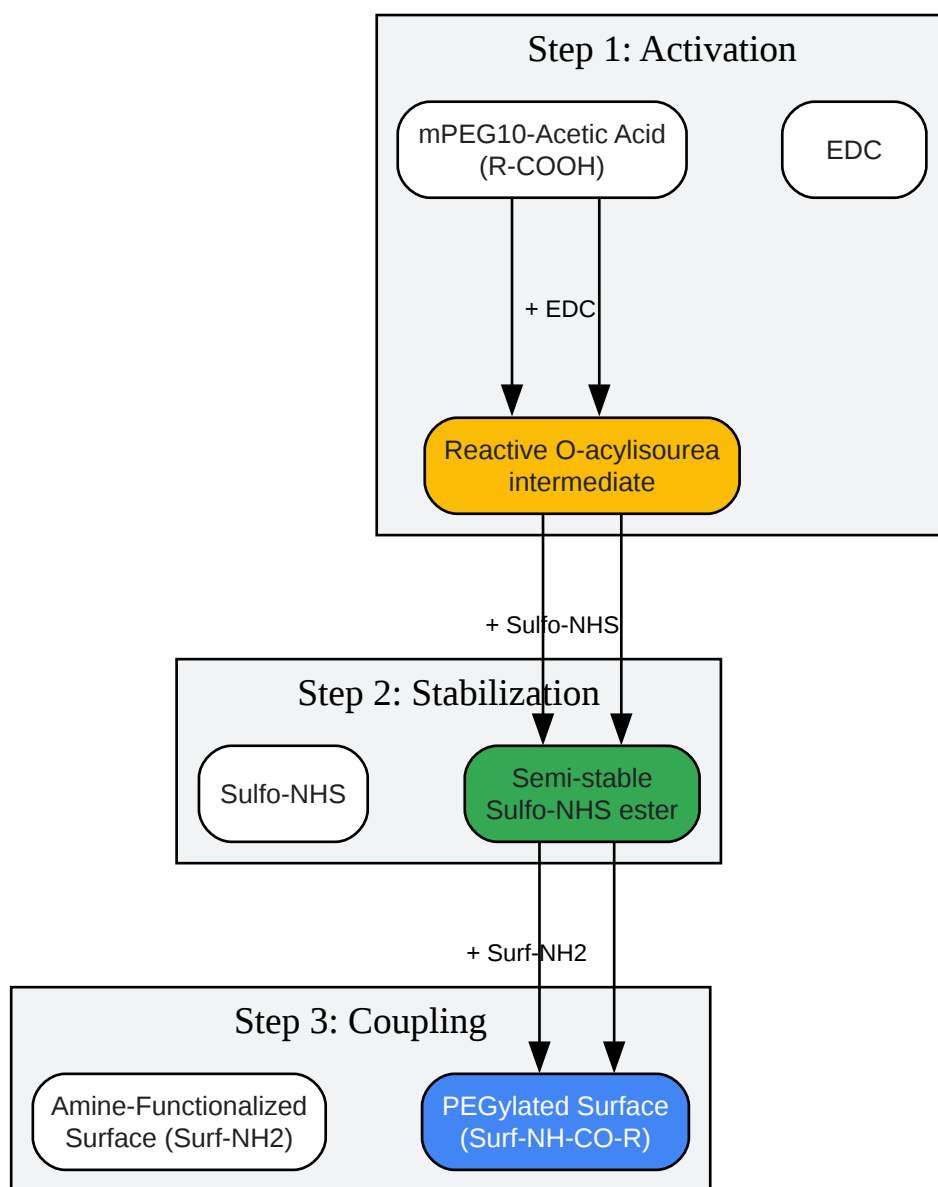 Step 1: Activation
mPEG10-Acetic Acid
(R-COOH)
EDC
+ EDC
Reactive O-acylisourea
intermediate
+ Sulfo-NHS
Step 2: Stabilization
Sulfo-NHS
Semi-stable
Sulfo-NHS ester
+ Surf-NH2
Step 3: Coupling
Amine-Functionalized
Surface (Surf-NH2)
PEGylated Surface
(Surf-NH-CO-R)